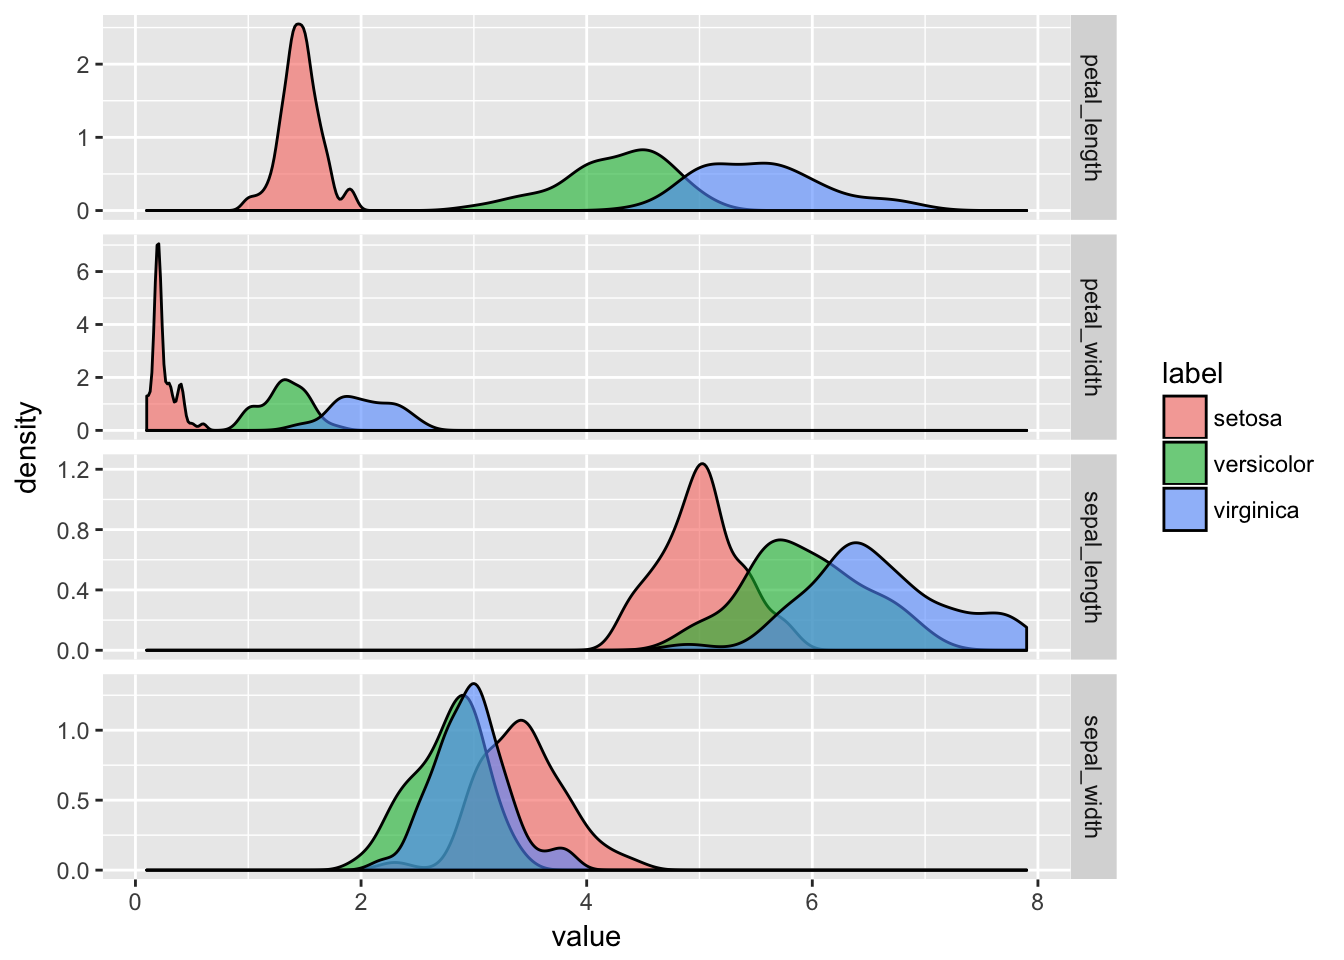 density
2
1
0
petal_length
6
4
2
0
petal_width
1.2
0.8
0.4
0.0
sepal_length
1.0
0.5
0.0
sepal_width
0 2 4 6 8
value
label
setosa
versicolor
virginica